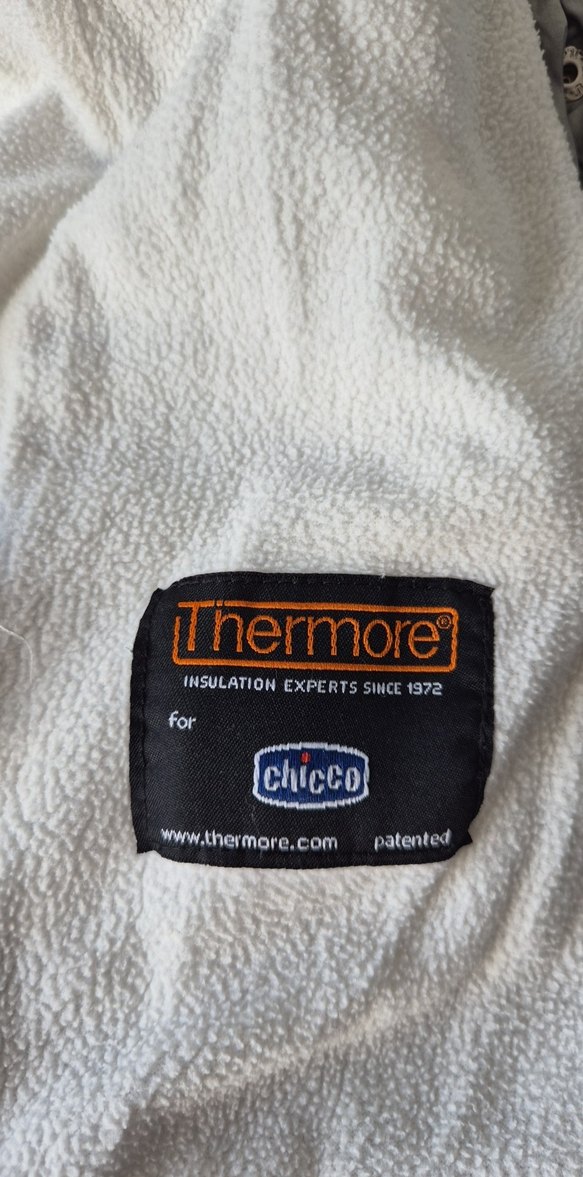 Thermore®
INSULATION EXPERTS SINCE 1972
for
chicco
www.thermore.com patented